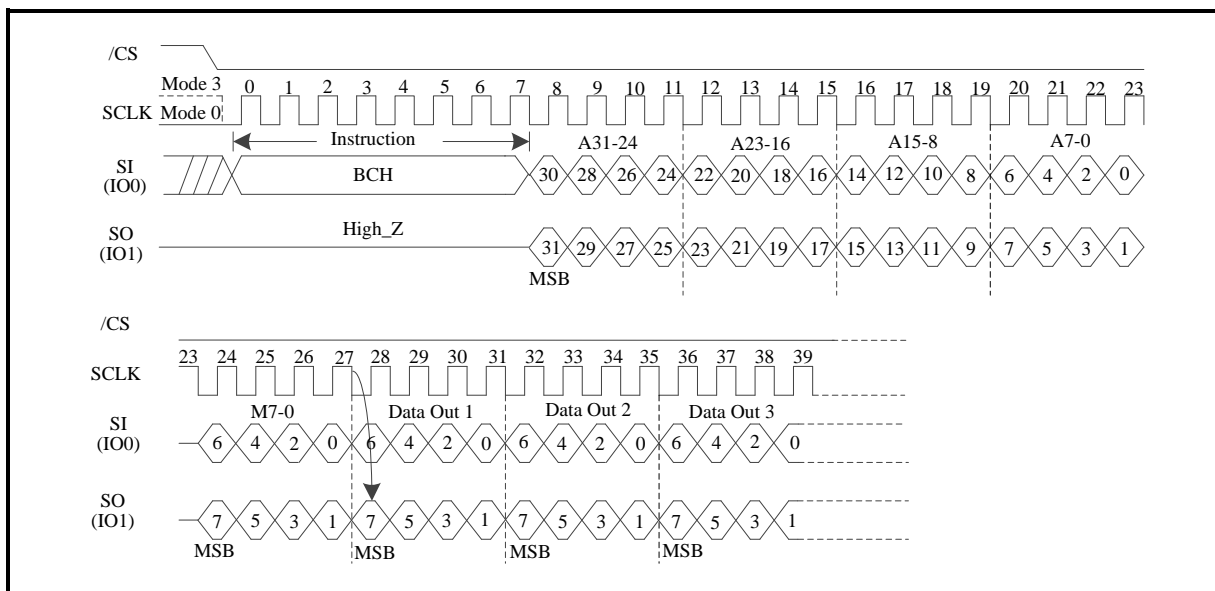 /CS
Mode 3 0 1 2 3 4 5 6 7 8 9 10 11 12 13 14 15 16 17 18 19 20 21 22 23
SCLK Mode 0
Instruction A31-24 A23-16 A15-8 A7-0
SI
(IO0)
BCH 30 28 26 24 22 20 18 16 14 12 10 8 6 4 2 0
High_Z
SO
(IO1)
31 29 27 25 23 21 19 17 15 13 11 9 7 5 3 1
MSB
/CS
23 24 25 26 27 28 29 30 31 32 33 34 35 36 37 38 39
SCLK
M7-0 Data Out 1 Data Out 2 Data Out 3
SI
(IO0)
6 4 2 0 6 4 2 0 6 4 2 0 6 4 2 0
SO
(IO1)
7 5 3 1 7 5 3 1 7 5 3 1 7 5 3 1
MSB MSB MSB MSB